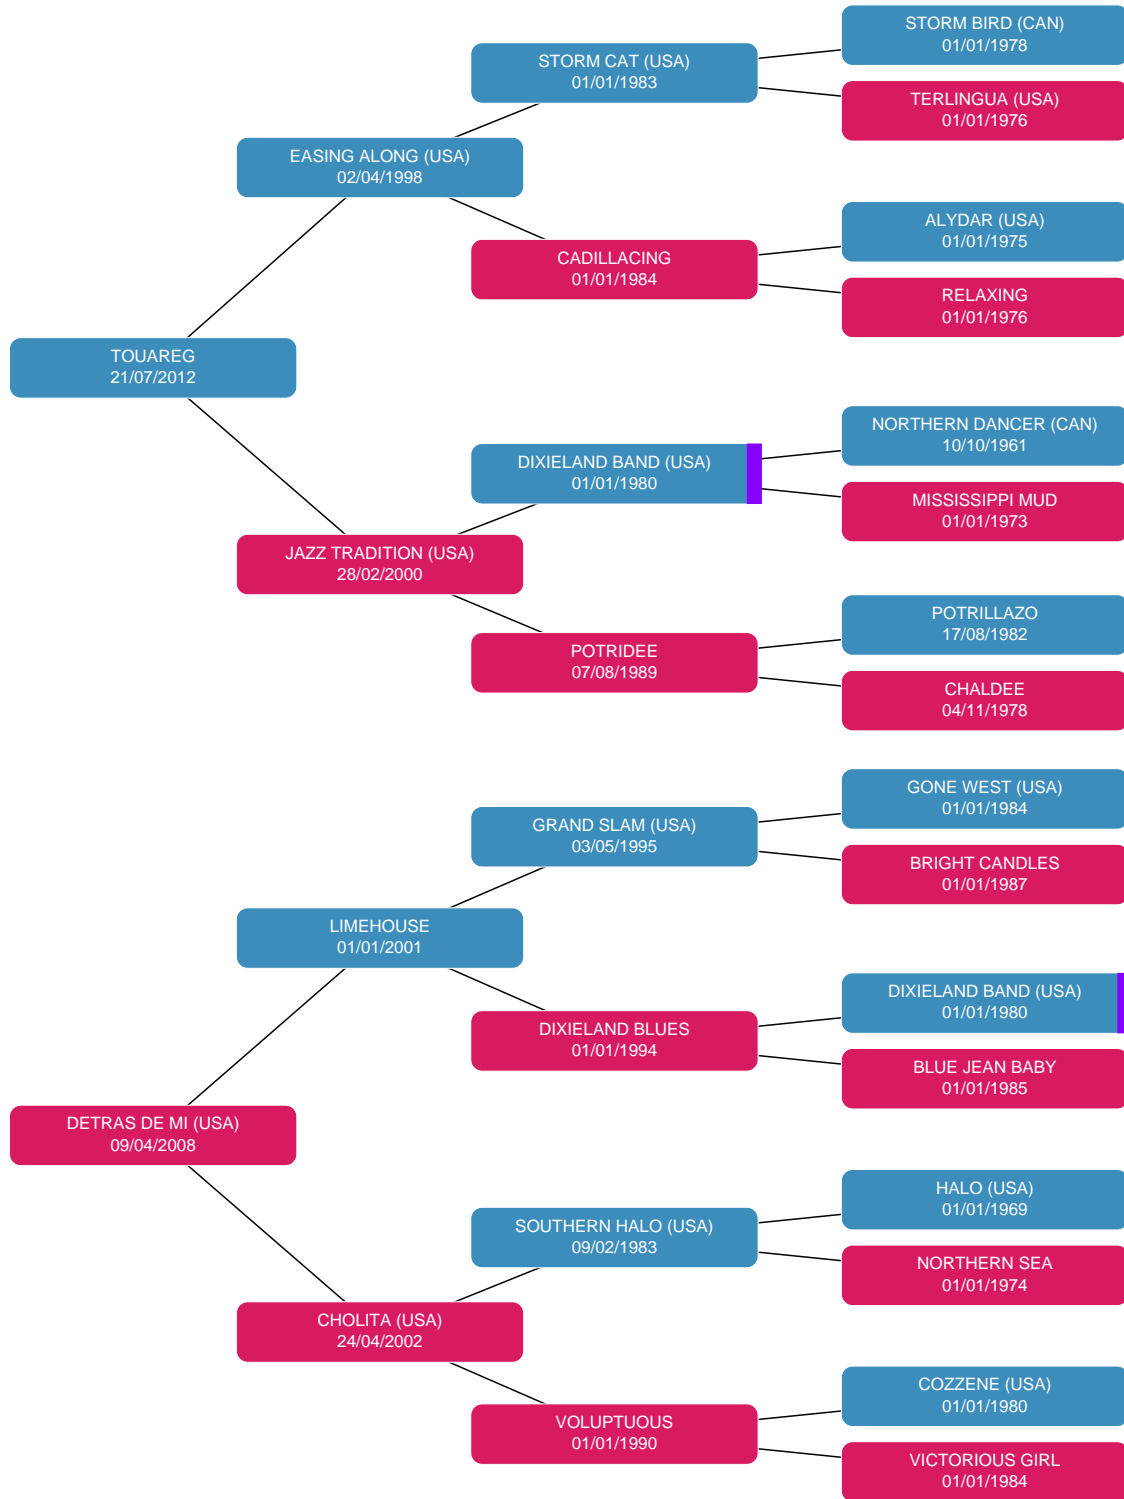 STORM BIRD (CAN)
01/01/1978
STORM CAT (USA)
01/01/1983
TERLINGUA (USA)
01/01/1976
EASING ALONG (USA)
02/04/1998
ALYDAR (USA)
01/01/1975
CADILLACING
01/01/1984
RELAXING
01/01/1976
TOUAREG
21/07/2012
NORTHERN DANCER (CAN)
10/10/1961
DIXIELAND BAND (USA)
01/01/1980
MISSISSIPPI MUD
01/01/1973
JAZZ TRADITION (USA)
28/02/2000
POTRILLAZO
17/08/1982
POTRIDEE
07/08/1989
CHALDEE
04/11/1978
GONE WEST (USA)
01/01/1984
GRAND SLAM (USA)
03/05/1995
BRIGHT CANDLES
01/01/1987
LIMEHOUSE
01/01/2001
DIXIELAND BAND (USA)
01/01/1980
DIXIELAND BLUES
01/01/1994
BLUE JEAN BABY
01/01/1985
DETRAS DE MI (USA)
09/04/2008
HALO (USA)
01/01/1969
SOUTHERN HALO (USA)
09/02/1983
NORTHERN SEA
01/01/1974
CHOLITA (USA)
24/04/2002
COZZENE (USA)
01/01/1980
VOLUPTUOUS
01/01/1990
VICTORIOUS GIRL
01/01/1984